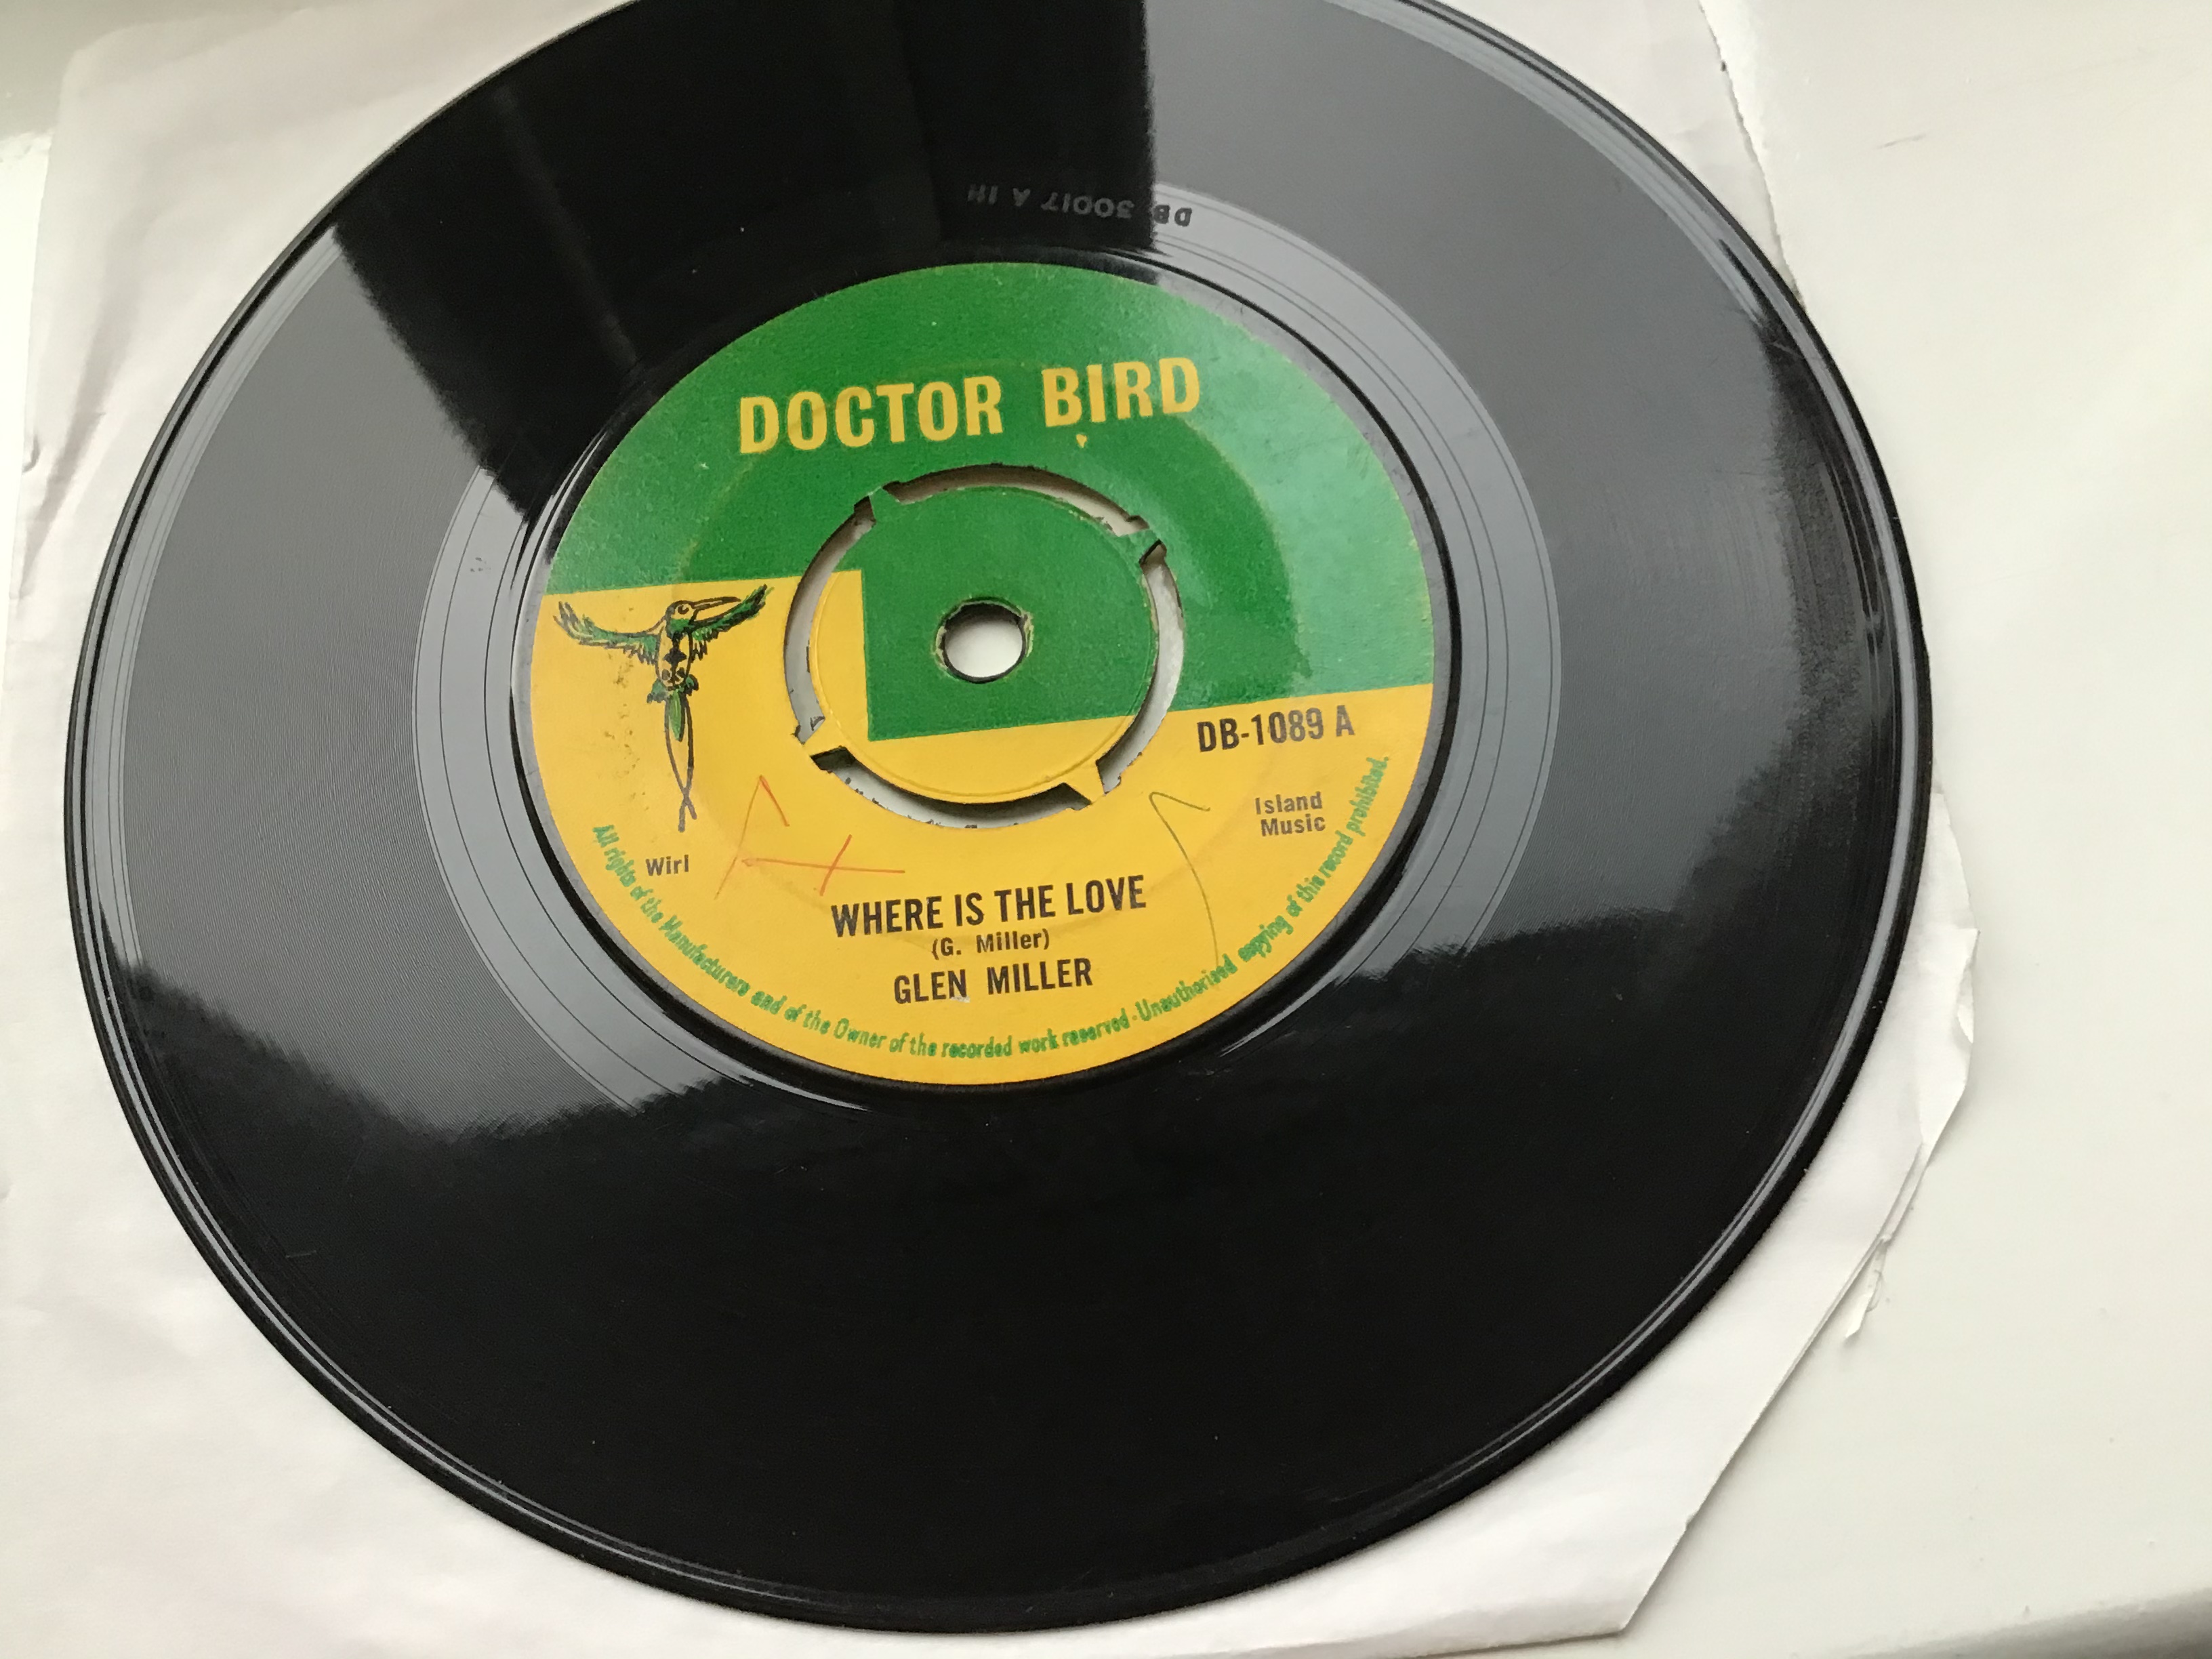 DB 30017 A 1H
DOCTOR BIRD
DB-1089 A
Island
Music
Wirl
WHERE IS THE LOVE
(G. Miller)
GLEN MILLER
All rights of the Manufacturers and of the Owner of the recorded work reserved-Unauthorised copying of this record prohibited.